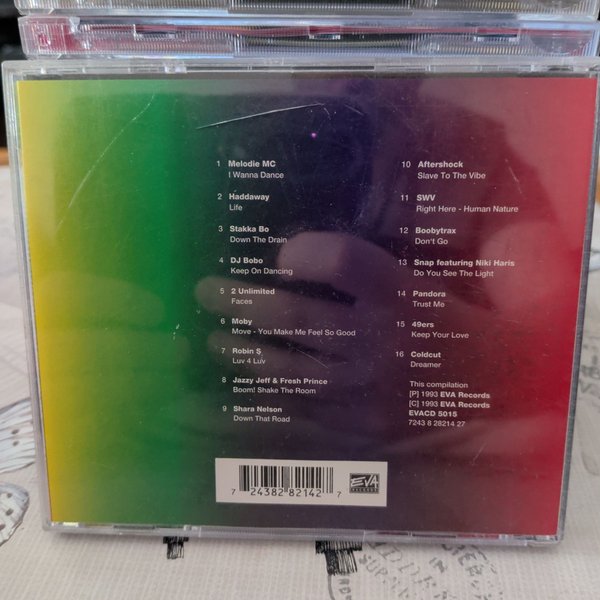 1 Melodie MC
I Wanna Dance
2 Haddaway
Life
3 Stakka Bo
Down The Drain
4 DJ Bobo
Keep On Dancing
5 2 Unlimited
Faces
6 Moby
Move - You Make Me Feel So Good
7 Robin S
Luv 4 Luv
8 Jazzy Jeff & Fresh Prince
Boom! Shake The Room
9 Shara Nelson
Down That Road
10 Aftershock
Slave To The Vibe
11 SWV
Right Here - Human Nature
12 Boobytrax
Don't Go
13 Snap featuring Niki Haris
Do You See The Light
14 Pandora
Trust Me
15 49ers
Keep Your Love
16 Coldcut
Dreamer
This compilation
[P] 1993 EVA Records
[C] 1993 EVA Records
EVACD 5015
7243 8 28214 27
7 24382 82142 7
EVA
RECORDS